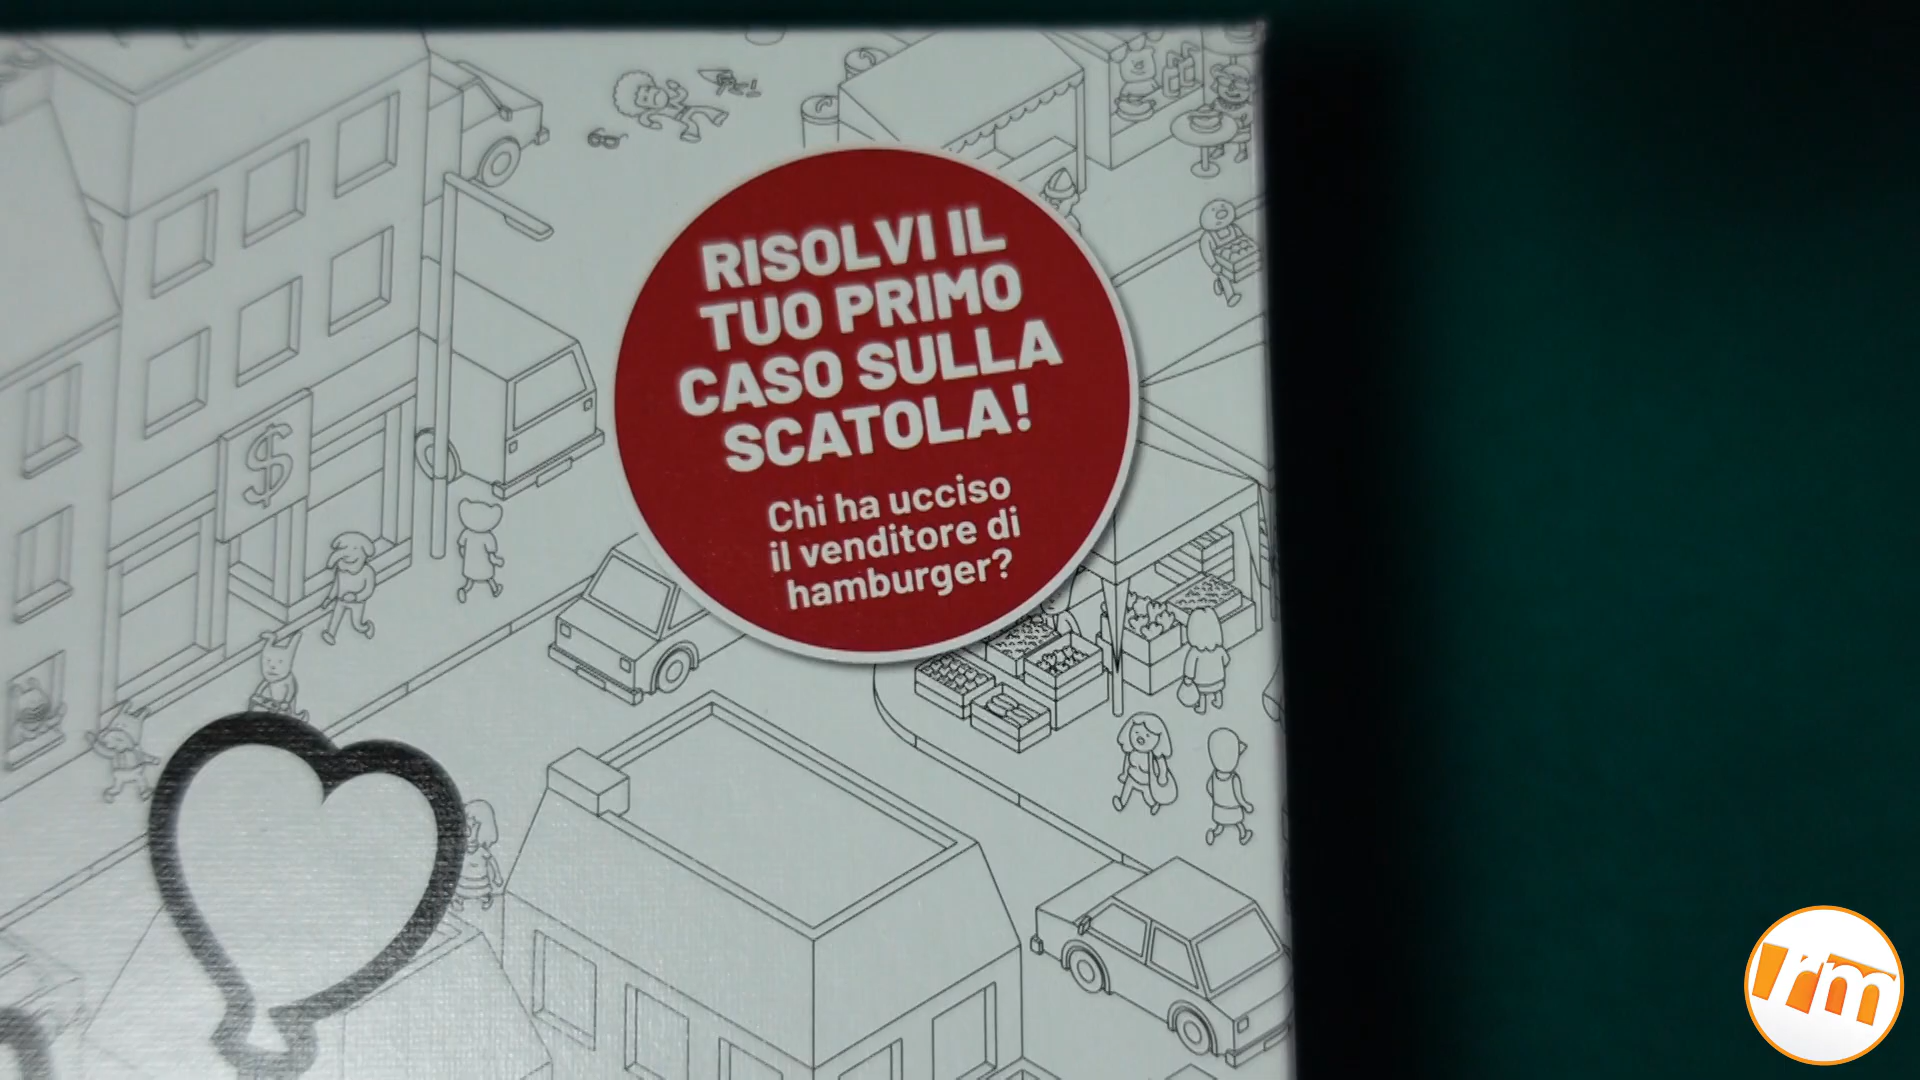 RISOLVI IL
TUO PRIMO
CASO SULLA
SCATOLA!
Chi ha ucciso
il venditore di
hamburger?
$